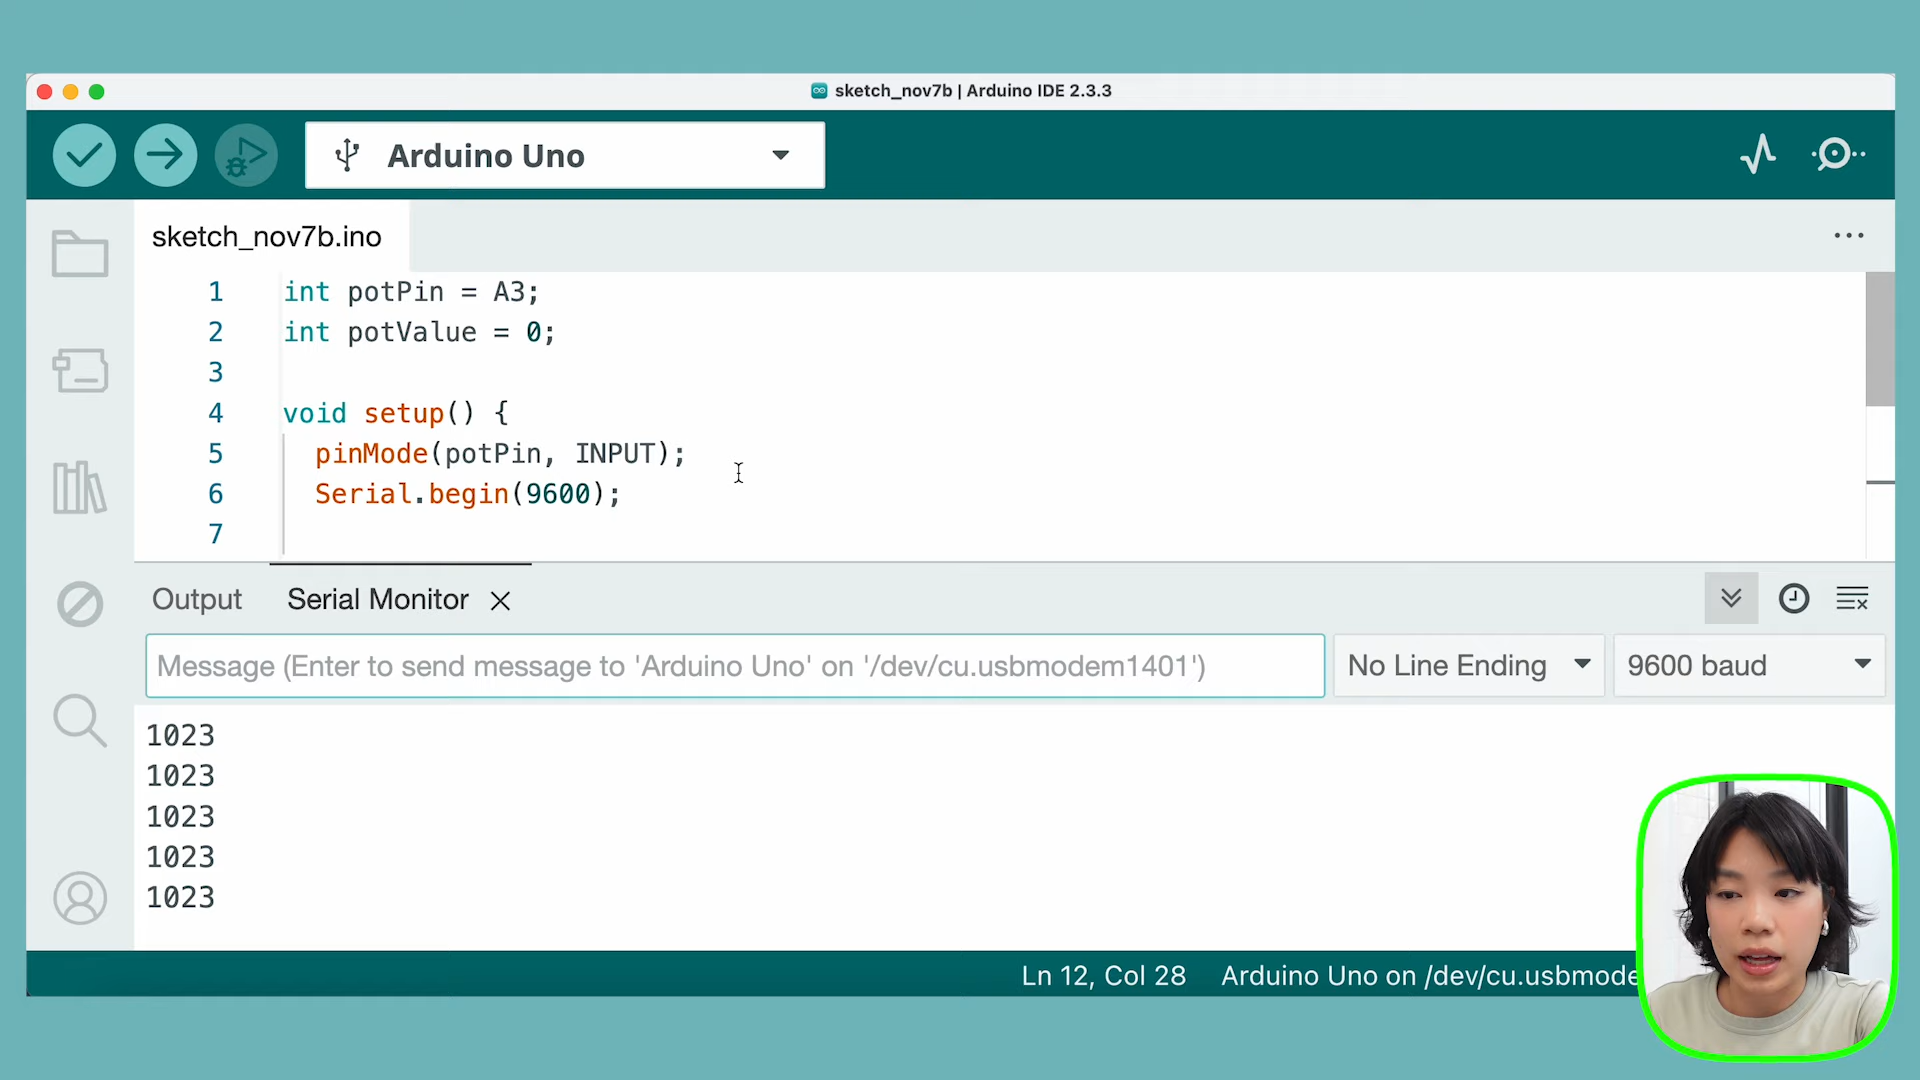 sketch_nov7b | Arduino IDE 2.3.3
Arduino Uno
sketch_nov7b.ino
1 int potPin = A3;
2 int potValue = 0;
3
4 void setup() {
5 pinMode(potPin, INPUT);
6 Serial.begin(9600);
7
Output Serial Monitor
Message (Enter to send message to 'Arduino Uno' on '/dev/cu.usbmodem1401') No Line Ending 9600 baud
1023
1023
1023
1023
1023
Ln 12, Col 28 Arduino Uno on /dev/cu.usbmode